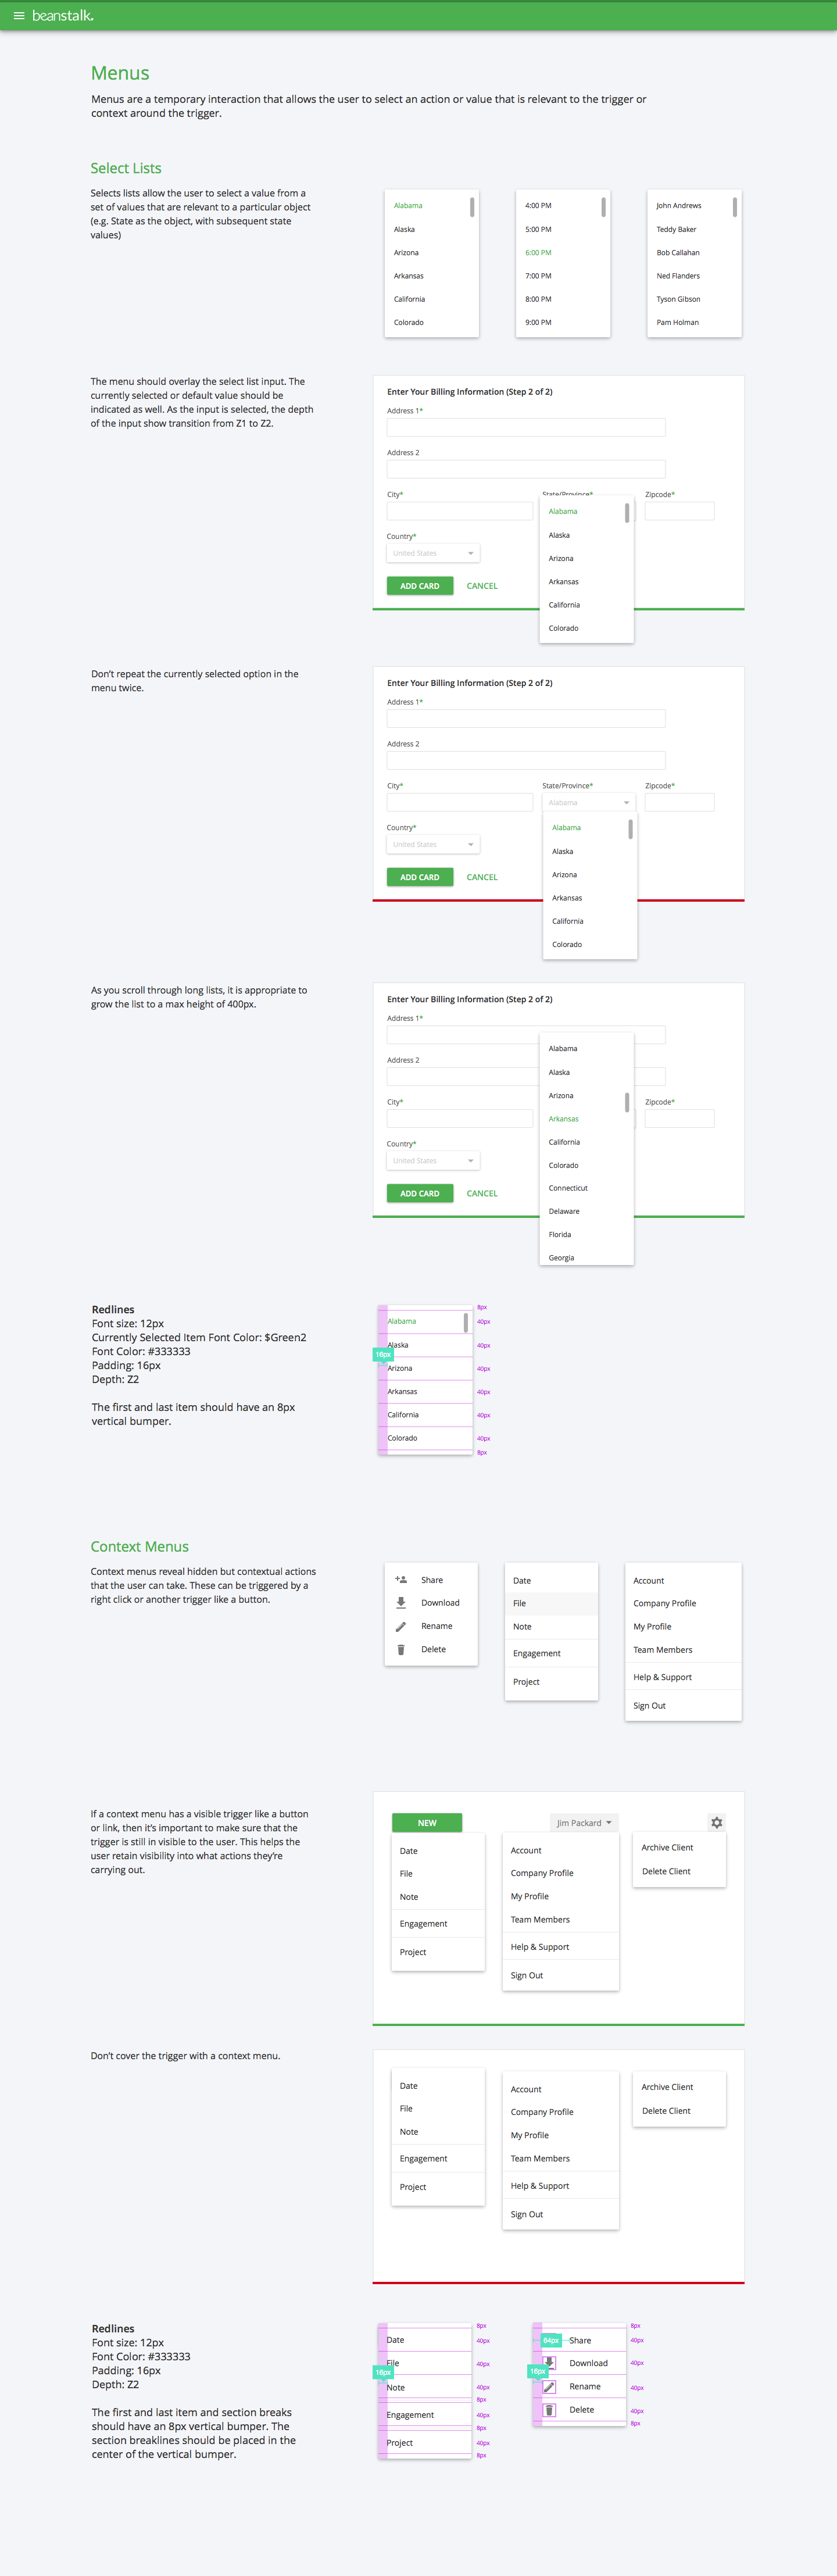 beanstalk.
Menus
Menus are a temporary interaction that allows the user to select an action or value that is relevant to the trigger or
context around the trigger.
Select Lists
Selects lists allow the user to select a value from a
set of values that are relevant to a particular object
(e.g. State as the object, with subsequent state
values)
Alabama
Alaska
Arizona
Arkansas
California
Colorado
4:00 PM
5:00 PM
6:00 PM
7:00 PM
8:00 PM
9:00 PM
John Andrews
Teddy Baker
Bob Callahan
Ned Flanders
Tyson Gibson
Pam Holman
The menu should overlay the select list input. The
currently selected or default value should be
indicated as well. As the input is selected, the depth
of the input show transition from Z1 to Z2.
Enter Your Billing Information (Step 2 of 2)
Address 1*
Address 2
City*
State/Province*
Zipcode*
Country*
United States
ADD CARD
CANCEL
Alabama
Alaska
Arizona
Arkansas
California
Colorado
Don't repeat the currently selected option in the
menu twice.
Enter Your Billing Information (Step 2 of 2)
Address 1*
Address 2
City*
State/Province*
Zipcode*
Alabama
Country*
United States
ADD CARD
CANCEL
Alabama
Alaska
Arizona
Arkansas
California
Colorado
As you scroll through long lists, it is appropriate to
grow the list to a max height of 400px.
Enter Your Billing Information (Step 2 of 2)
Address 1*
Address 2
City*
Zipcode*
Country*
United States
ADD CARD
CANCEL
Alabama
Alaska
Arizona
Arkansas
California
Colorado
Connecticut
Delaware
Florida
Georgia
Redlines
Font size: 12px
Currently Selected Item Font Color: $Green2
Font Color: #333333
Padding: 16px
Depth: Z2
The first and last item should have an 8px
vertical bumper.
8px
Alabama 40px
Alaska 40px
16px
Arizona 40px
Arkansas 40px
California 40px
Colorado 40px
8px
Context Menus
Context menus reveal hidden but contextual actions
that the user can take. These can be triggered by a
right click or another trigger like a button.
Share
Download
Rename
Delete
Date
File
Note
Engagement
Project
Account
Company Profile
My Profile
Team Members
Help & Support
Sign Out
If a context menu has a visible trigger like a button
or link, then it's important to make sure that the
trigger is still in visible to the user. This helps the
user retain visibility into what actions they're
carrying out.
NEW
Date
File
Note
Engagement
Project
Jim Packard
Account
Company Profile
My Profile
Team Members
Help & Support
Sign Out
Archive Client
Delete Client
Don't cover the trigger with a context menu.
Date
File
Note
Engagement
Project
Account
Company Profile
My Profile
Team Members
Help & Support
Sign Out
Archive Client
Delete Client
Redlines
Font size: 12px
Font Color: #333333
Padding: 16px
Depth: Z2
The first and last item and section breaks
should have an 8px vertical bumper. The
section breaklines should be placed in the
center of the vertical bumper.
8px
Date 40px
File 40px
16px
Note 40px
8px
Engagement 40px
8px
Project 40px
8px
8px
64px Share 40px
Download 40px
16px
Rename 40px
Delete 40px
8px